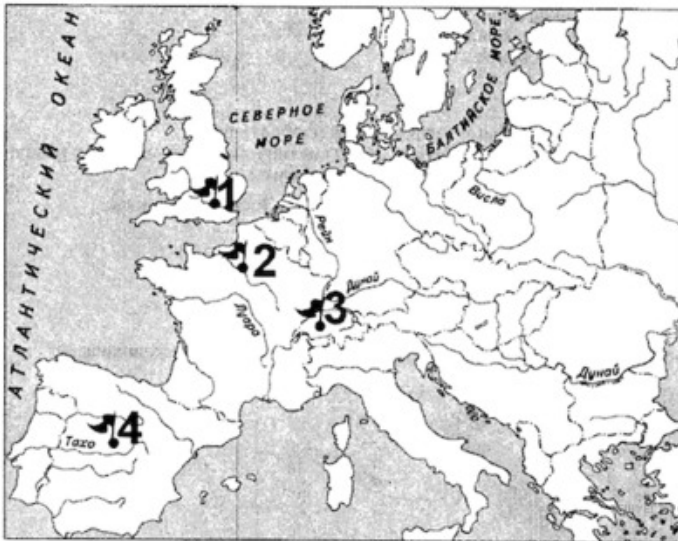 АТЛАНТИЧЕСКИЙ ОКЕАН
СЕВЕРНОЕ
МОРЕ
БАЛТИЙСКОЕ МОРЕ
1
Висла
Рейн
2
Дунай
3
Луара
Дунай
4
Тахо